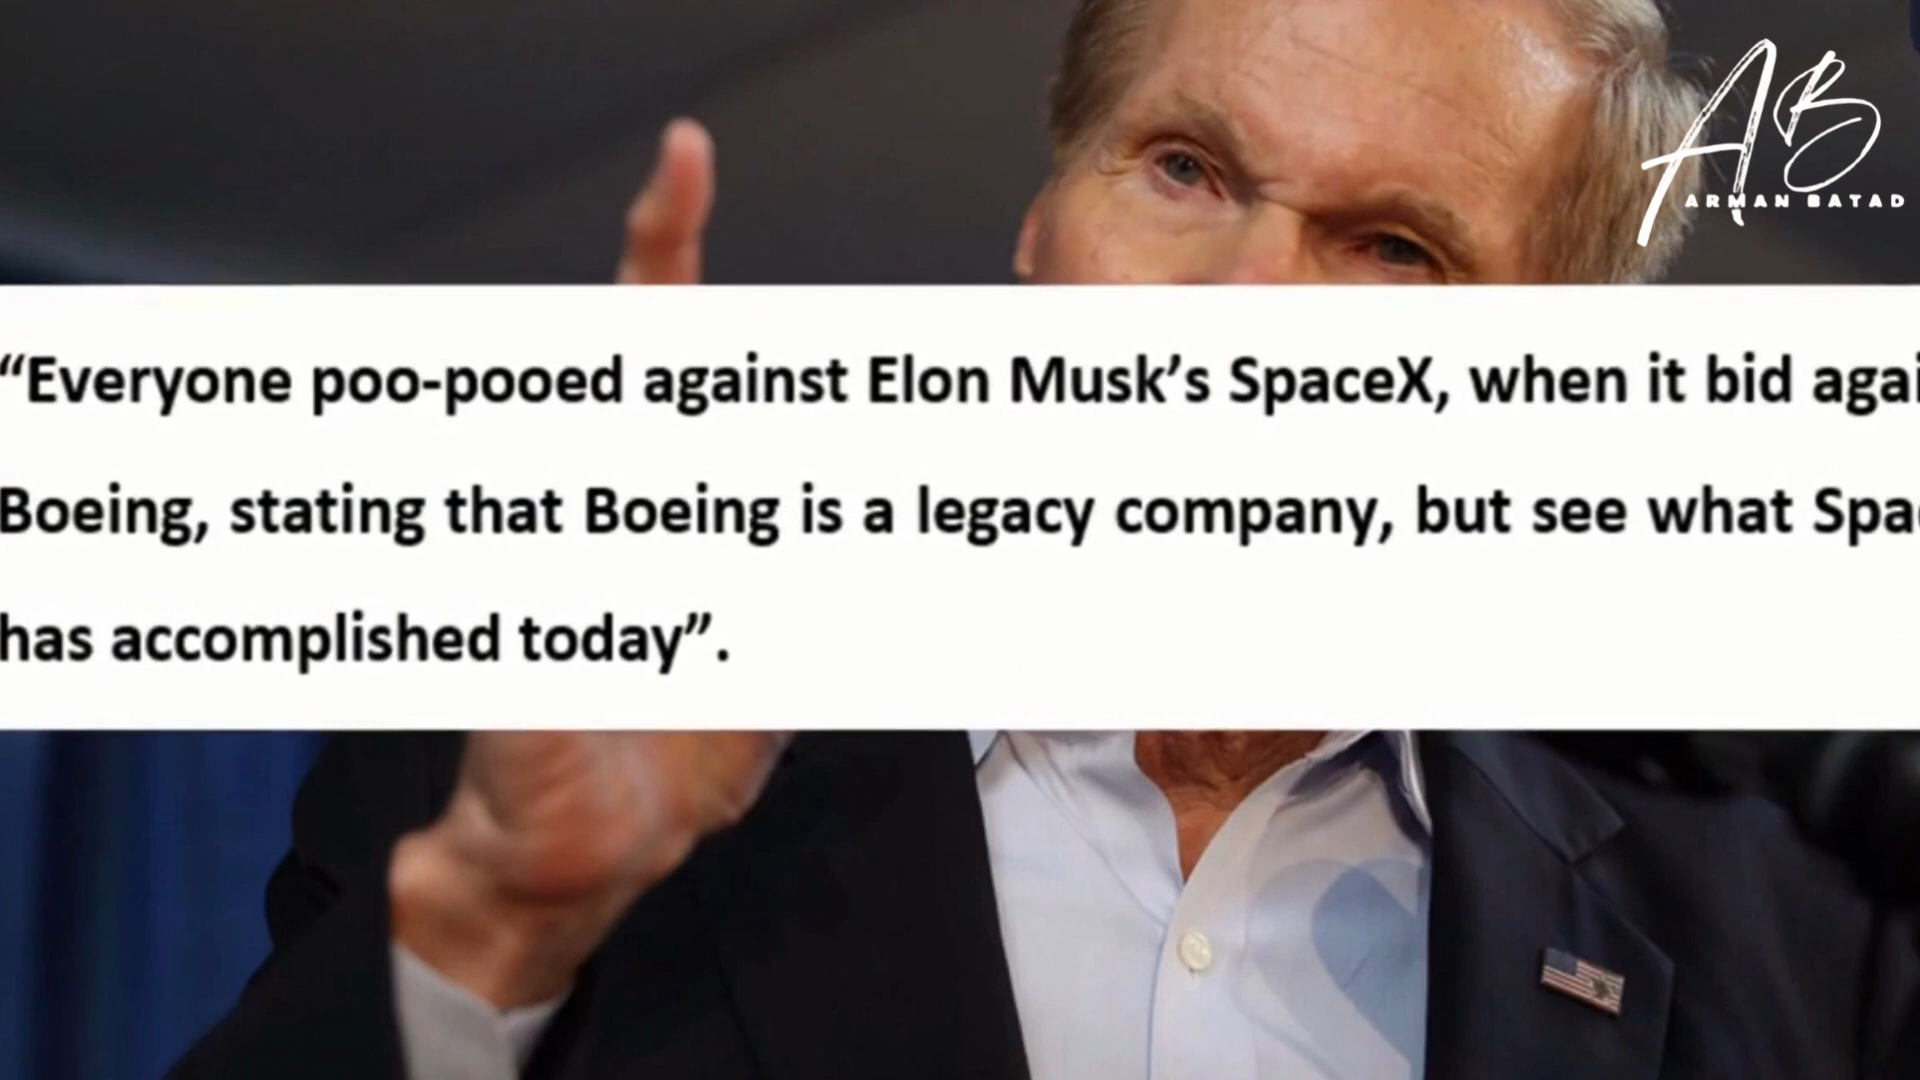 AB
ARMAN BATAD
“Everyone poo-pooed against Elon Musk’s SpaceX, when it bid agai
Boeing, stating that Boeing is a legacy company, but see what Spa
has accomplished today”.